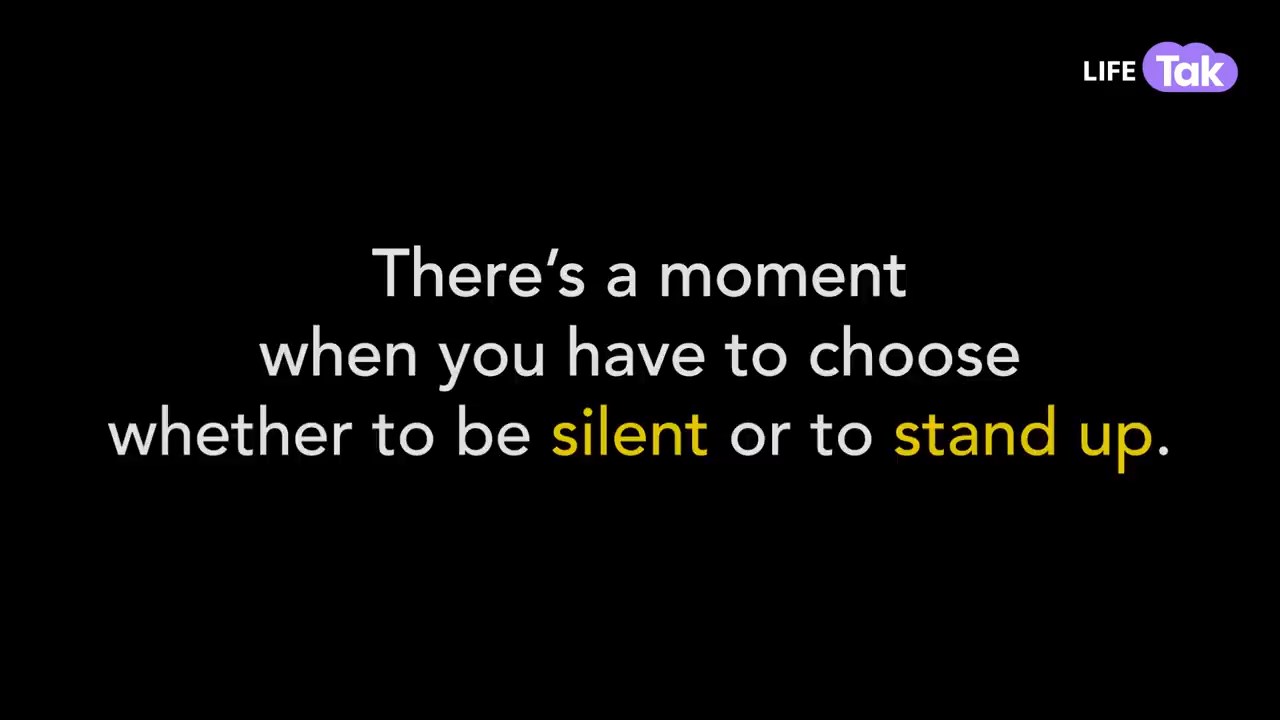 LIFE Tak
There’s a moment
when you have to choose
whether to be silent or to stand up.